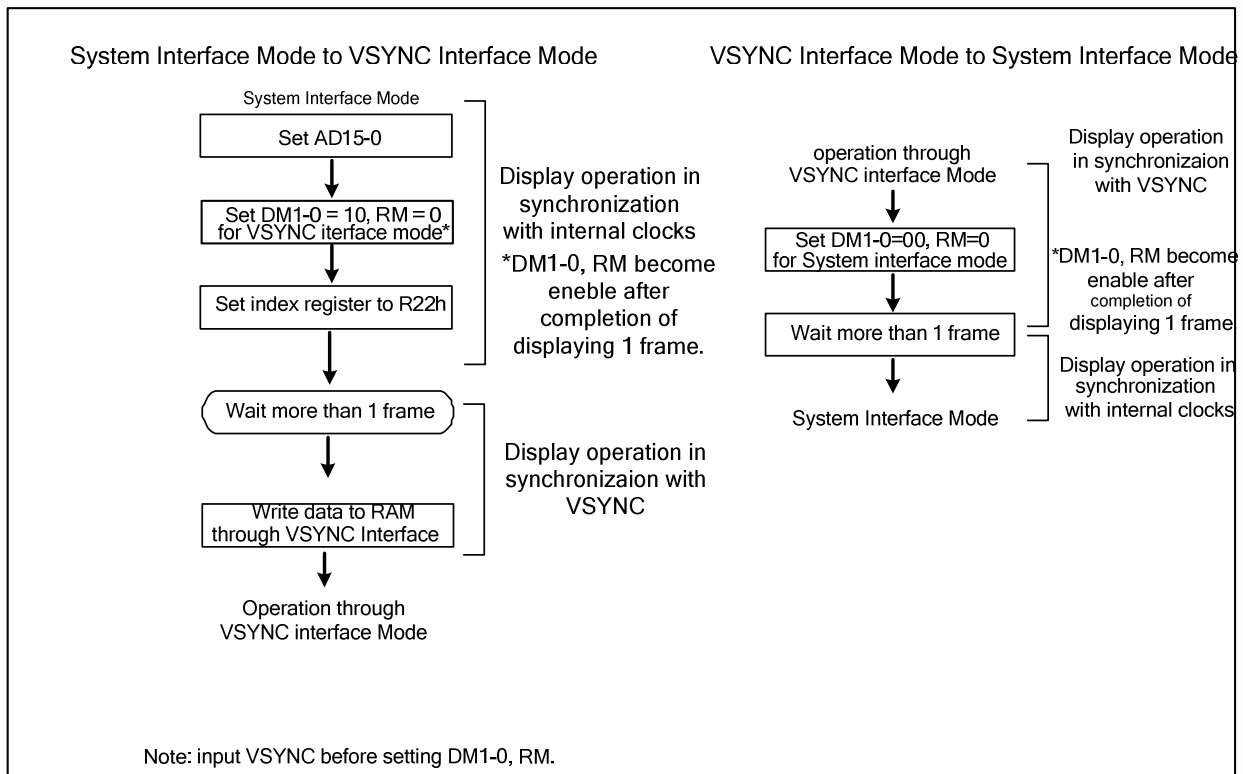 System Interface Mode to VSYNC Interface Mode
System Interface Mode
Set AD15-0
Set DM1-0 = 10, RM = 0
for VSYNC iterface mode*
Set index register to R22h
Wait more than 1 frame
Write data to RAM
through VSYNC Interface
Operation through
VSYNC interface Mode
Display operation in
synchronization
with internal clocks
*DM1-0, RM become
eneble after
completion of
displaying 1 frame.
Display operation in
synchronizaion with
VSYNC
VSYNC Interface Mode to System Interface Mode
operation through
VSYNC interface Mode
Set DM1-0=00, RM=0
for System interface mode
Wait more than 1 frame
System Interface Mode
Display operation
in synchronizaion
with VSYNC
*DM1-0, RM become
enable after
completion of
displaying 1 frame.
Display operation in
synchronization
with internal clocks
Note: input VSYNC before setting DM1-0, RM.